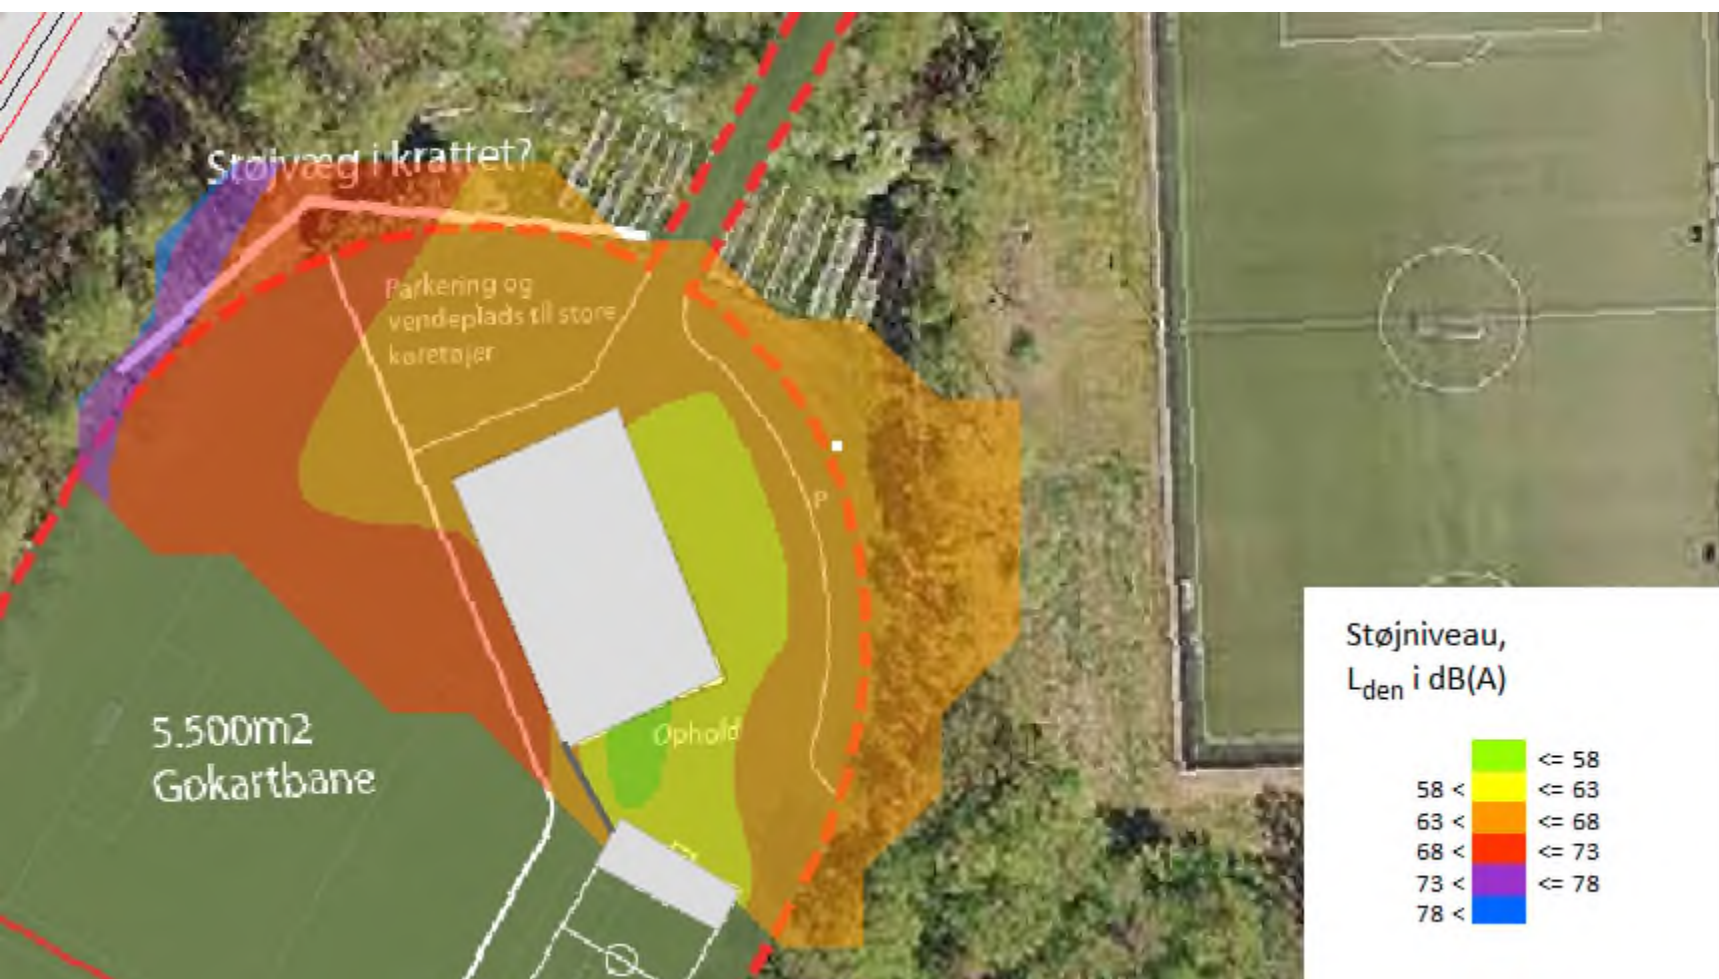 Støjvæg i krattet?
Parkering og
vendeplads til store
køretøjer
P
Ophold
5.500m2
Gokartbane
Støjniveau,
Lden i dB(A)
<= 58
58 < <= 63
63 < <= 68
68 < <= 73
73 < <= 78
78 <